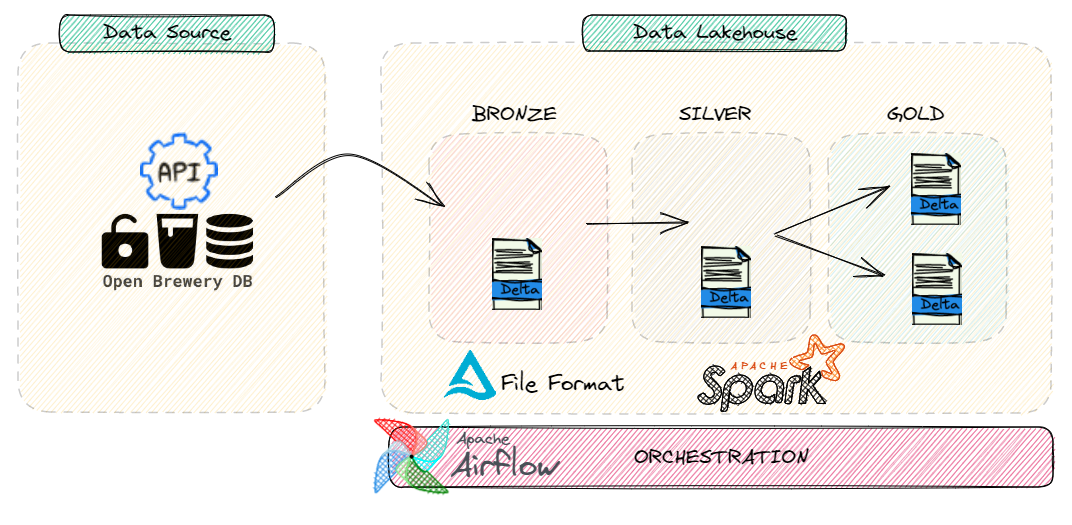 Data Source
Data Lakehouse
BRONZE
SILVER
GOLD
API
Open Brewery DB
Delta
Delta
Delta
Delta
File Format
APACHE
Spark
Apache
Airflow
ORCHESTRATION